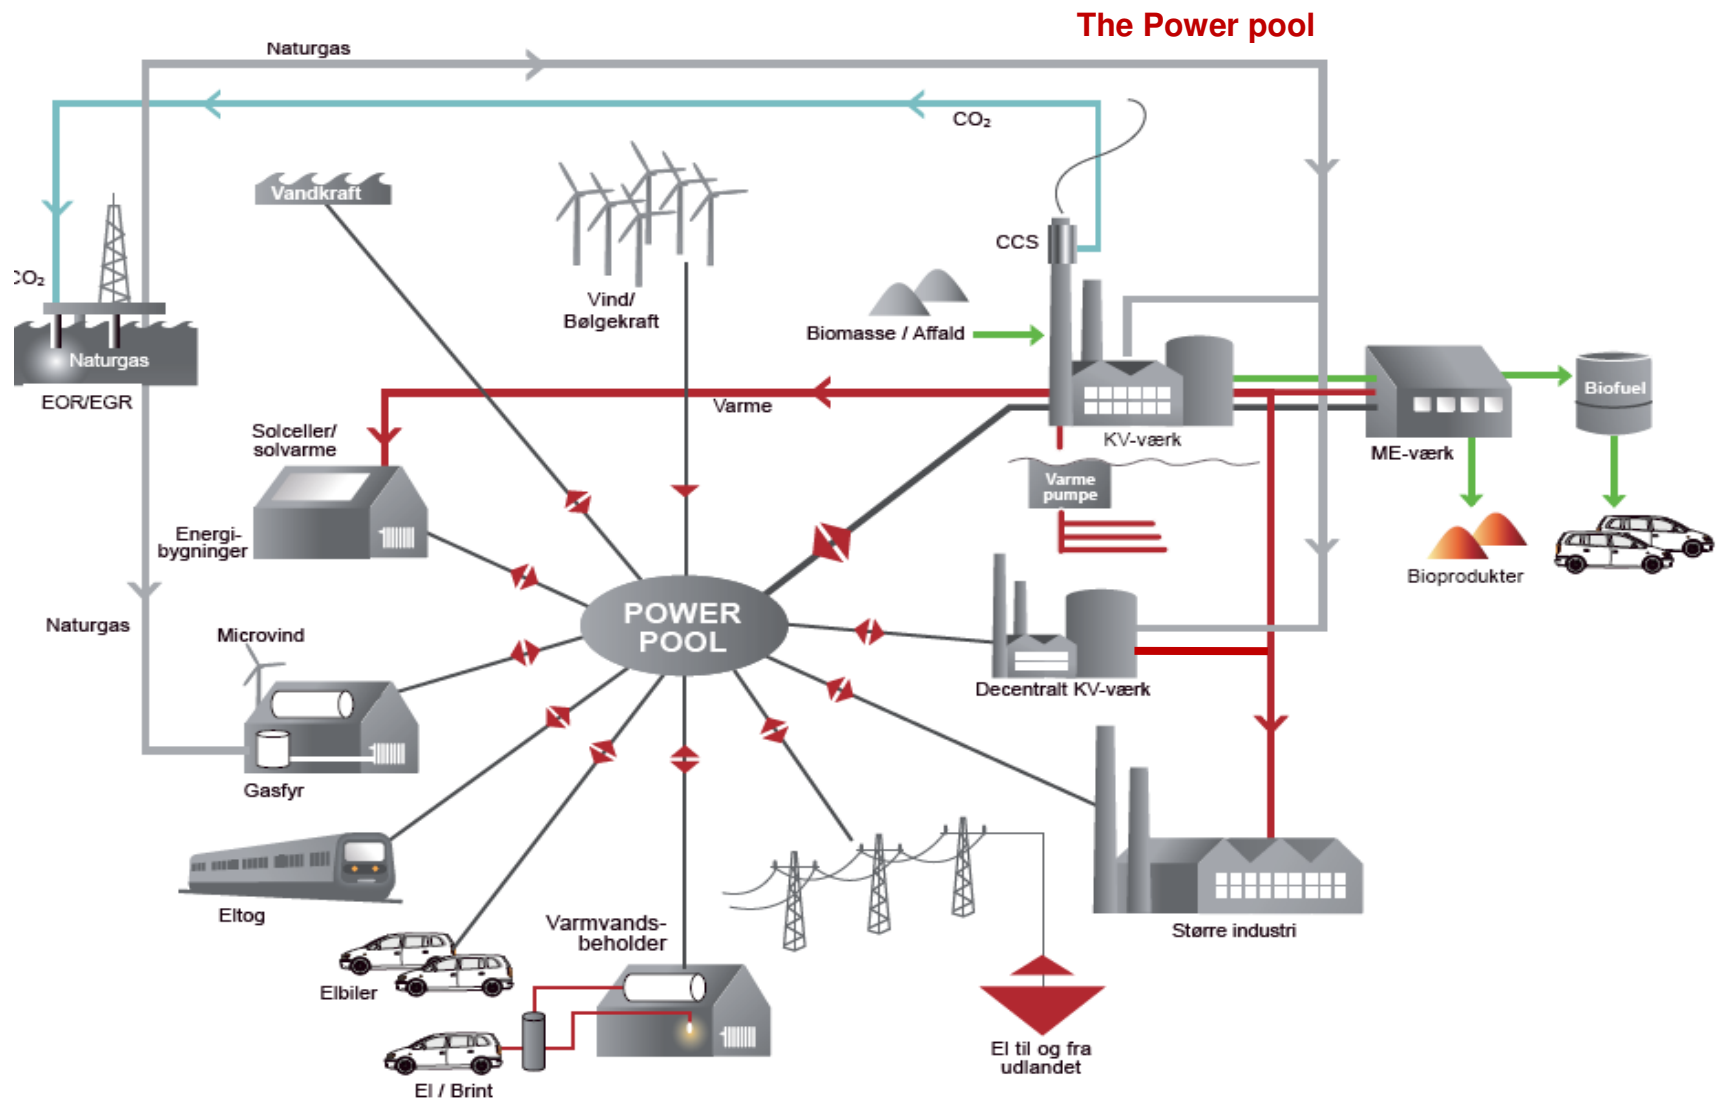 The Power pool
Naturgas
CO₂
Vandkraft
CCS
CO₂
Vind/
Bølgekraft
Biomasse / Affald
Naturgas
EOR/EGR
Varme
Biofuel
KV-værk
ME-værk
Solceller/
solvarme
Varme
pumpe
Energi-
bygninger
Bioprodukter
POWER
POOL
Naturgas
Microvind
Decentralt KV-værk
Gasfyr
Eltog
Varmvands-
beholder
Større industri
Elbiler
El til og fra
udlandet
El / Brint